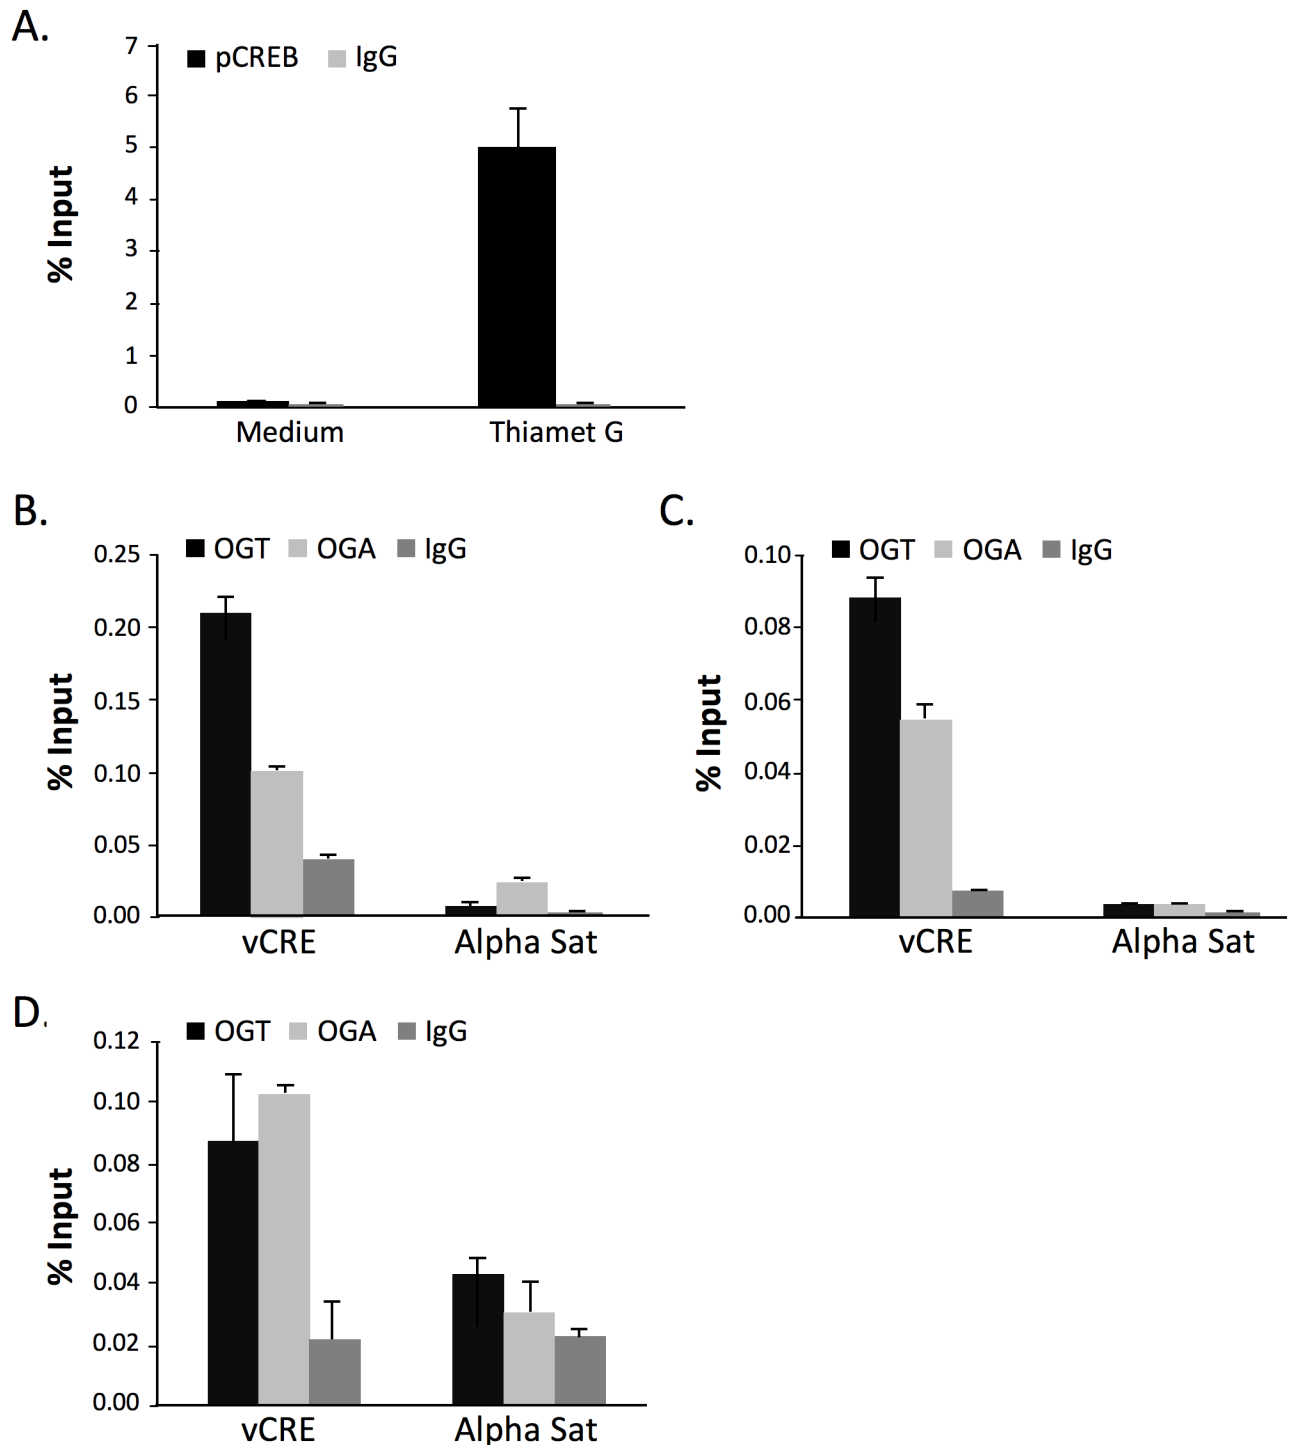 A.
pCREB IgG
7
6
5
4
3
2
1
0
% Input
Medium Thiamet G
B.
OGT OGA IgG
0.25
0.20
0.15
0.10
0.05
0.00
% Input
vCRE Alpha Sat
C.
OGT OGA IgG
0.10
0.08
0.06
0.04
0.02
0.00
% Input
vCRE Alpha Sat
D.
OGT OGA IgG
0.12
0.10
0.08
0.06
0.04
0.02
0.00
% Input
vCRE Alpha Sat